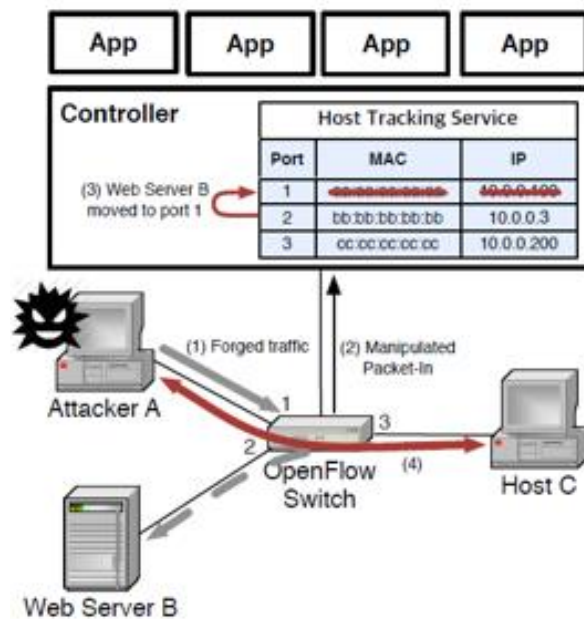 App App App App
Controller
Host Tracking Service
Port MAC IP
1
2 bb:bb:bb:bb:bb 10.0.0.3
3 cc:cc:cc:cc:cc 10.0.0.200
(3) Web Server B
moved to port 1
(1) Forged traffic
(2) Manipulated
Packet-In
Attacker A
1
2
3
OpenFlow
Switch
(4)
Host C
Web Server B